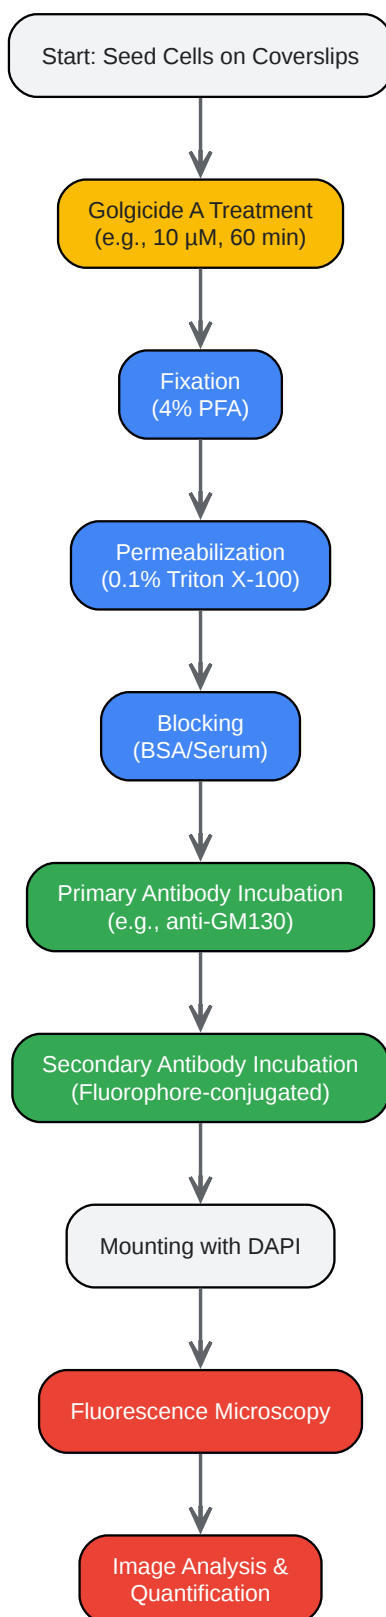 Start: Seed Cells on Coverslips
Golgicide A Treatment
(e.g., 10 µM, 60 min)
Fixation
(4% PFA)
Permeabilization
(0.1% Triton X-100)
Blocking
(BSA/Serum)
Primary Antibody Incubation
(e.g., anti-GM130)
Secondary Antibody Incubation
(Fluorophore-conjugated)
Mounting with DAPI
Fluorescence Microscopy
Image Analysis &
Quantification